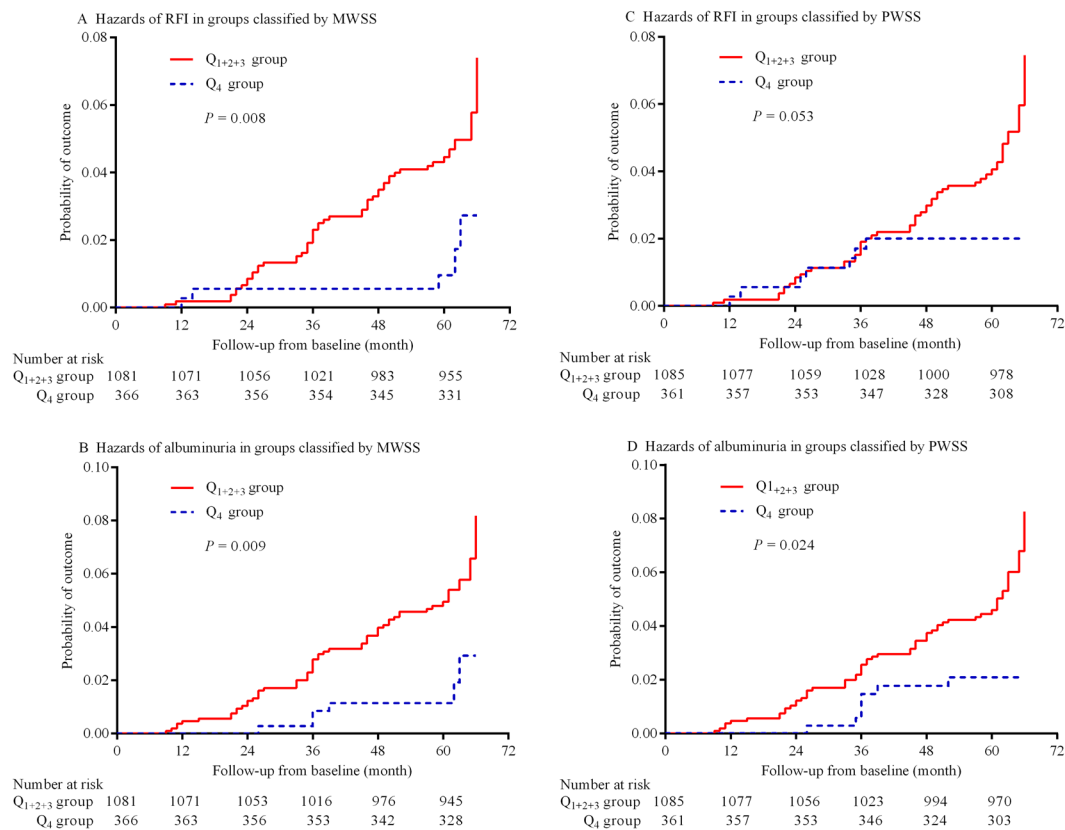 A Hazards of RFI in groups classified by MWSS
0.08
0.06
0.04
0.02
0.00
Probability of outcome
Q1+2+3 group
Q4 group
P = 0.008
0 12 24 36 48 60 72
Follow-up from baseline (month)
Number at risk
Q1+2+3 group 1081 1071 1056 1021 983 955
Q4 group 366 363 356 354 345 331
C Hazards of RFI in groups classified by PWSS
0.08
0.06
0.04
0.02
0.00
Probability of outcome
Q1+2+3 group
Q4 group
P = 0.053
0 12 24 36 48 60 72
Follow-up from baseline (month)
Number at risk
Q1+2+3 group 1085 1077 1059 1028 1000 978
Q4 group 361 357 353 347 328 308
B Hazards of albuminuria in groups classified by MWSS
0.10
0.08
0.06
0.04
0.02
0.00
Probability of outcome
Q1+2+3 group
Q4 group
P = 0.009
0 12 24 36 48 60 72
Follow-up from baseline (month)
Number at risk
Q1+2+3 group 1081 1071 1053 1016 976 945
Q4 group 366 363 356 353 342 328
D Hazards of albuminuria in groups classified by PWSS
0.10
0.08
0.06
0.04
0.02
0.00
Probability of outcome
Q1+2+3 group
Q4 group
P = 0.024
0 12 24 36 48 60 72
Follow-up from baseline (month)
Number at risk
Q1+2+3 group 1085 1077 1056 1023 994 970
Q4 group 361 357 353 346 324 303